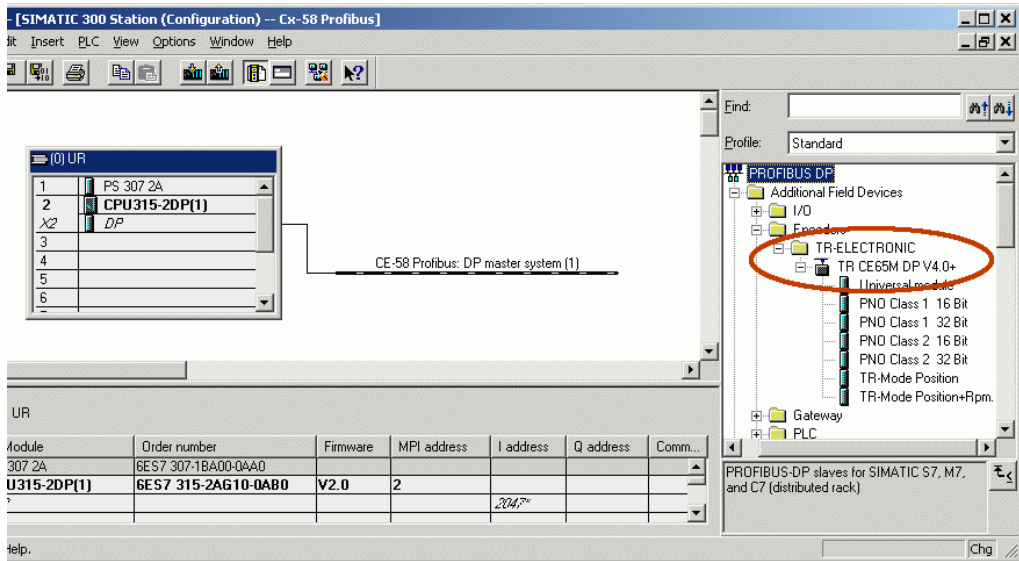 - [SIMATIC 300 Station (Configuration) -- Cx-58 Profibus]
dit Insert PLC View Options Window Help
Find:
Profile: Standard
(0) UR
1 PS 307 2A
2 CPU315-2DP(1)
X2 DP
3
4
5
6
CE-58 Profibus: DP master system (1)
PROFIBUS DP
Additional Field Devices
I/O
Encoders
TR-ELECTRONIC
TR CE65M DP V4.0+
Universal module
PNO Class 1 16 Bit
PNO Class 1 32 Bit
PNO Class 2 16 Bit
PNO Class 2 32 Bit
TR-Mode Position
TR-Mode Position+Rpm.
Gateway
PLC
UR
Module Order number Firmware MPI address I address Q address Comm...
307 2A 6ES7 307-1BA00-0AA0
U315-2DP(1) 6ES7 315-2AG10-0AB0 V2.0 2
2047*
PROFIBUS-DP slaves for SIMATIC S7, M7,
and C7 (distributed rack)
Help.
Chg